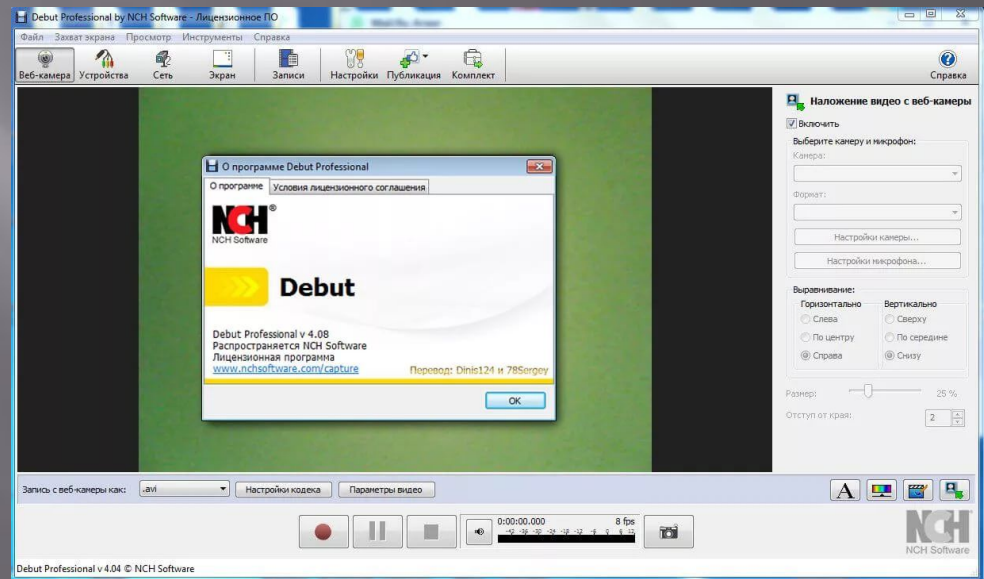 Debut Professional by NCH Software - Лицензионное ПО
Файл Захват экрана Просмотр Инструменты Справка
Веб-камера Устройства Сеть Экран Записи Настройки Публикация Комплект Справка
Наложение видео с веб-камеры
Включить
Выберите камеру и микрофон:
Камера:
Формат:
Настройки камеры...
Настройки микрофона...
Выравнивание:
Горизонтально Вертикально
Слева Сверху
По центру По середине
Справа Снизу
Размер: 25 %
Отступ от края: 2
О программе Debut Professional
О программе Условия лицензионного соглашения
NCH®
NCH Software
Debut
Debut Professional v 4.08
Распространяется NCH Software
Лицензионная программа
www.nchsoftware.com/capture Перевод: Dinis124 и 78Sergey
OK
Запись с веб-камеры как: .avi Настройки кодека Параметры видео
A
0:00:00.000 8 fps
NCH
NCH Software
Debut Professional v 4.04 © NCH Software